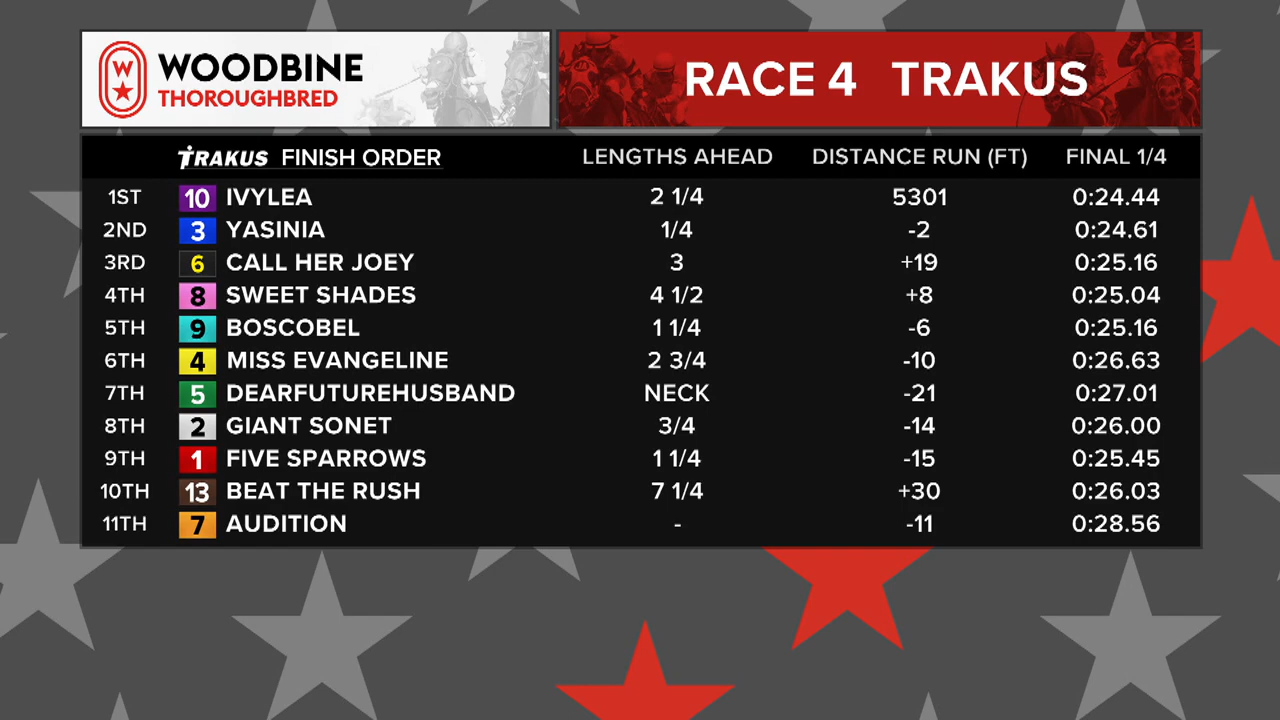 W
WOODBINE
THOROUGHBRED
RACE 4 TRAKUS
TRAKUS FINISH ORDER LENGTHS AHEAD DISTANCE RUN (FT) FINAL 1/4
1ST 10 IVYLEA 2 1/4 5301 0:24.44
2ND 3 YASINIA 1/4 -2 0:24.61
3RD 6 CALL HER JOEY 3 +19 0:25.16
4TH 8 SWEET SHADES 4 1/2 +8 0:25.04
5TH 9 BOSCOBEL 1 1/4 -6 0:25.16
6TH 4 MISS EVANGELINE 2 3/4 -10 0:26.63
7TH 5 DEARFUTUREHUSBAND NECK -21 0:27.01
8TH 2 GIANT SONET 3/4 -14 0:26.00
9TH 1 FIVE SPARROWS 1 1/4 -15 0:25.45
10TH 13 BEAT THE RUSH 7 1/4 +30 0:26.03
11TH 7 AUDITION - -11 0:28.56